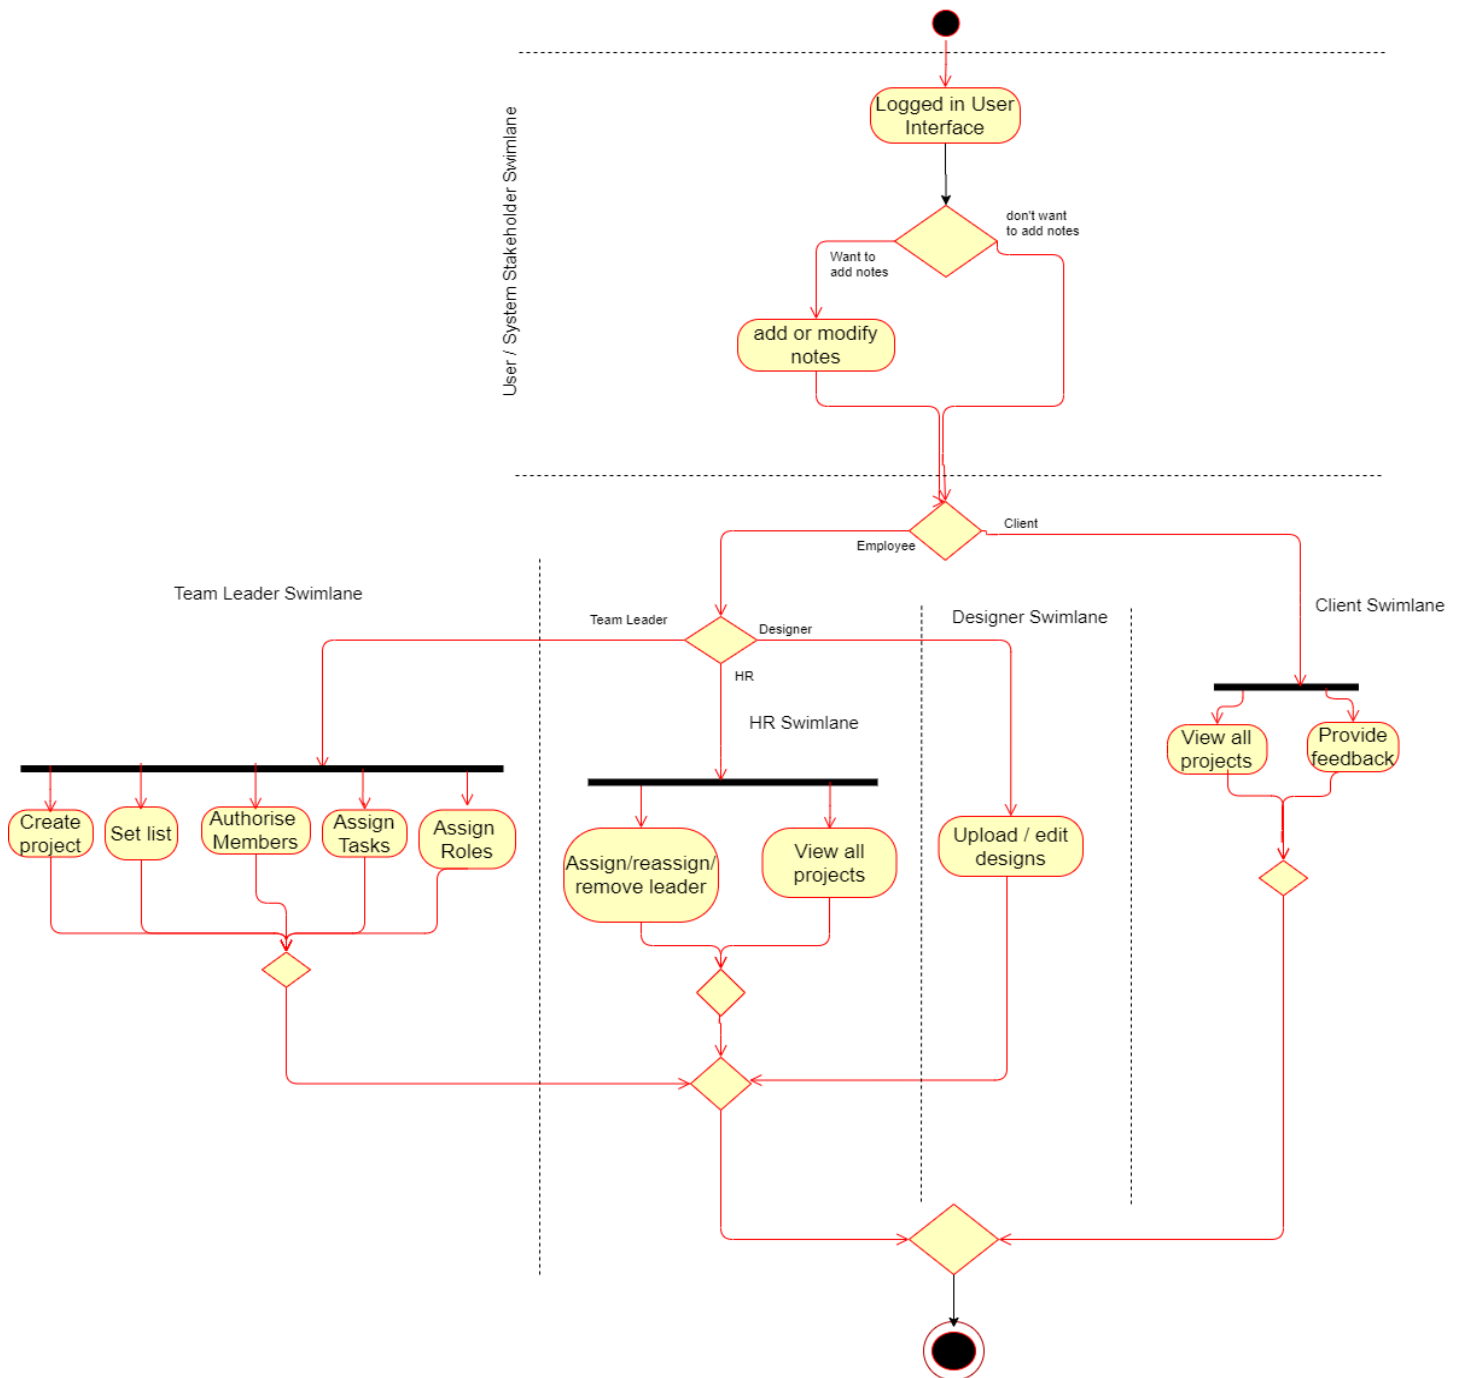 User / System Stakeholder Swimlane
Logged in User
Interface
don't want
to add notes
Want to
add notes
add or modify
notes
Client
Employee
Team Leader Swimlane
Client Swimlane
Team Leader
Designer
Designer Swimlane
HR
HR Swimlane
View all
projects
Provide
feedback
Create
project
Set list
Authorise
Members
Assign
Tasks
Assign
Roles
Assign/reassign/
remove leader
View all
projects
Upload / edit
designs